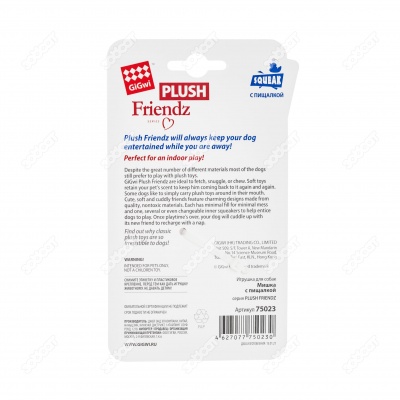 GiGwi
PLUSH
Friendz
SERIES
SQUEAK
С ПИЩАЛКОЙ
Plush Friendz will always keep your dog
entertained while you are away!
Perfect for an indoor play!
Despite the great number of different materials most of the dogs
still prefer to play with plush toys.
GiGwi Plush Friendz are ideal to fetch, snuggle, or chew. Soft toys
retain your pet's scent to keep him coming back to it again and again.
Some dogs like to simply carry plush toys around in their mouth.
Cute, soft and cuddly friends feature charming designs made from
quality, nontoxic materials. Each has minimal fill for minimal mess
and one, several or even changeable inner squeakers to help entice
dogs to play. Once playtime's over, your dog will cuddle up with
its new friend to recharge with a nap.
Find out why classic
plush toys are so
irresistible to dogs!
GIGWI (HK) TRADING CO., LIMITED
WARNING!
INTENDED FOR PETS ONLY.
NOT A CHILDREN TOY.
Игрушка для собак
Мишка
с пищалкой
серия PLUSH FRIENDZ
Артикул 75023
4 627077 750230